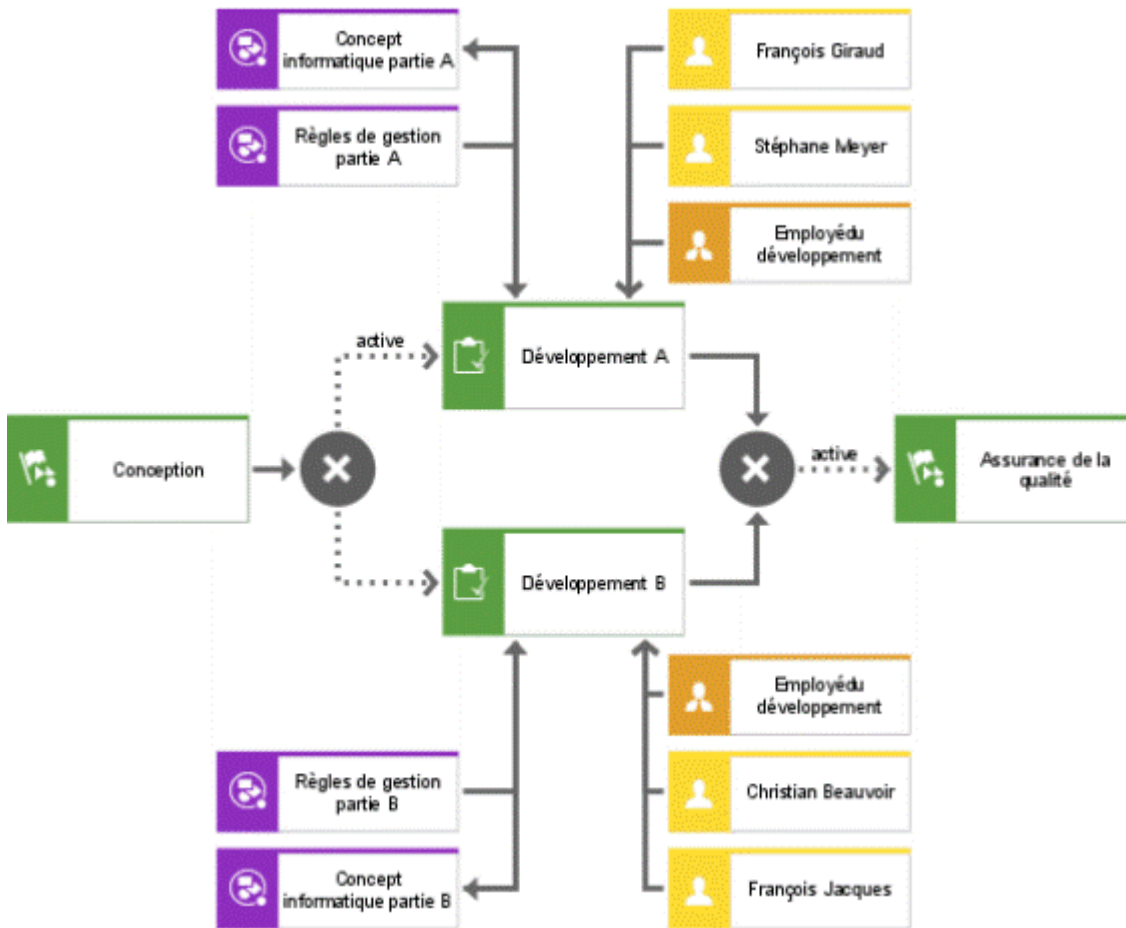 Concept
informatique partie A
François Giraud
Règles de gestion
partie A
Stéphane Meyer
Employédu
développement
active
Développement A
Conception
active
Assurance de la
qualité
Développement B
Employédu
développement
Règles de gestion
partie B
Christian Beauvoir
Concept
informatique partie B
François Jacques